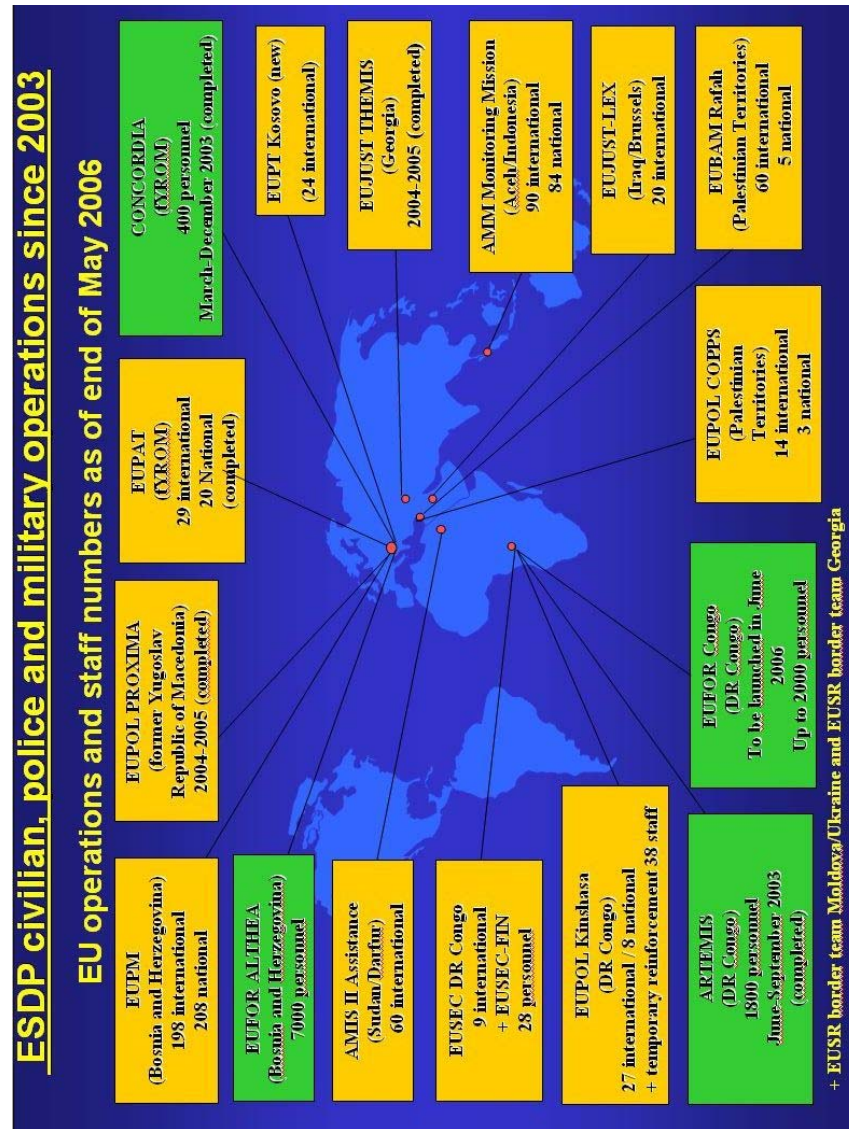 ESDP civilian, police and military operations since 2003
EU operations and staff numbers as of end of May 2006
EUPM
(Bosnia and Herzegovina)
198 international
208 national
EUPOL PROXIMA
(former Yugoslav
Republic of Macedonia)
2004-2005 (completed)
EUPAT
(fYROM)
29 international
20 National
(completed)
CONCORDIA
(fYROM)
400 personnel
March-December 2003 (completed)
EUFOR ALTHEA
(Bosnia and Herzegovina)
7000 personnel
EUPT Kosovo (new)
(24 international)
AMIS II Assistance
(Sudan/Darfur)
60 international
EUJUST THEMIS
(Georgia)
2004-2005 (completed)
EUSEC DR Congo
9 international
+ EUSEC-FIN
28 personnel
AMM Monitoring Mission
(Aceh/Indonesia)
90 international
84 national
EUPOL Kinshasa
(DR Congo)
27 international / 8 national
+ temporary reinforcement 38 staff
EUJUST-LEX
(Iraq/Brussels)
20 international
ARTEMIS
(DR Congo)
1800 personnel
June-September 2003
(completed)
EUFOR Congo
(DR Congo)
To be launched in June
2006
Up to 2000 personnel
EUPOL COPPS
(Palestinian
Territories)
14 international
3 national
EUBAM Rafah
(Palestinian Territories)
60 international
5 national
+ EUSR border team Moldova/Ukraine and EUSR border team Georgia